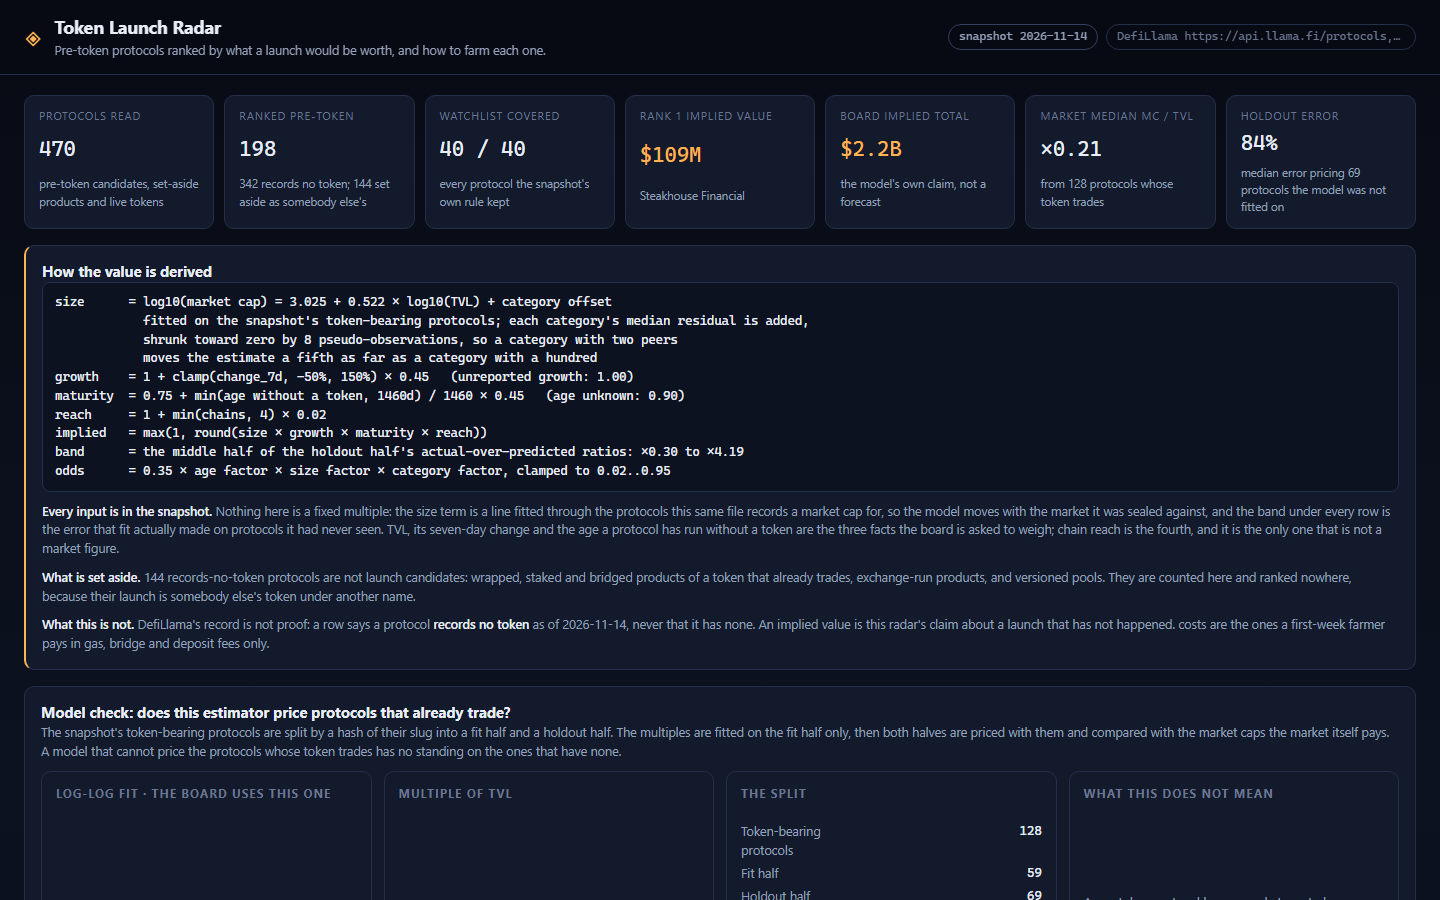 Token Launch Radar
Pre-token protocols ranked by what a launch would be worth, and how to farm each one.
snapshot 2026-11-14
DefiLlama https://api.llama.fi/protocols,…
PROTOCOLS READ
470
pre-token candidates, set-aside
products and live tokens
RANKED PRE-TOKEN
198
342 records no token; 144 set
aside as somebody else's
WATCHLIST COVERED
40 / 40
every protocol the snapshot's
own rule kept
RANK 1 IMPLIED VALUE
$109M
Steakhouse Financial
BOARD IMPLIED TOTAL
$2.2B
the model's own claim, not a
forecast
MARKET MEDIAN MC / TVL
×0.21
from 128 protocols whose
token trades
HOLDOUT ERROR
84%
median error pricing 69
protocols the model was not
fitted on
How the value is derived
size = log10(market cap) = 3.025 + 0.522 × log10(TVL) + category offset
fitted on the snapshot's token-bearing protocols; each category's median residual is added,
shrunk toward zero by 8 pseudo-observations, so a category with two peers
moves the estimate a fifth as far as a category with a hundred
growth = 1 + clamp(change_7d, -50%, 150%) × 0.45 (unreported growth: 1.00)
maturity = 0.75 + min(age without a token, 1460d) / 1460 × 0.45 (age unknown: 0.90)
reach = 1 + min(chains, 4) × 0.02
implied = max(1, round(size × growth × maturity × reach))
band = the middle half of the holdout half's actual-over-predicted ratios: ×0.30 to ×4.19
odds = 0.35 × age factor × size factor × category factor, clamped to 0.02..0.95
Every input is in the snapshot. Nothing here is a fixed multiple: the size term is a line fitted through the protocols this same file records a market cap for, so the model moves with the market it was sealed against, and the band under every row is
the error that fit actually made on protocols it had never seen. TVL, its seven-day change and the age a protocol has run without a token are the three facts the board is asked to weigh; chain reach is the fourth, and it is the only one that is not a
market figure.
What is set aside. 144 records-no-token protocols are not launch candidates: wrapped, staked and bridged products of a token that already trades, exchange-run products, and versioned pools. They are counted here and ranked nowhere,
because their launch is somebody else's token under another name.
What this is not. DefiLlama's record is not proof: a row says a protocol records no token as of 2026-11-14, never that it has none. An implied value is this radar's claim about a launch that has not happened. costs are the ones a first-week farmer
pays in gas, bridge and deposit fees only.
Model check: does this estimator price protocols that already trade?
The snapshot's token-bearing protocols are split by a hash of their slug into a fit half and a holdout half. The multiples are fitted on the fit half only, then both halves are priced with them and compared with the market caps the market itself pays.
A model that cannot price the protocols whose token trades has no standing on the ones that have none.
LOG-LOG FIT · THE BOARD USES THIS ONE
MULTIPLE OF TVL
THE SPLIT
Token-bearing 128
protocols
Fit half 59
Holdout half 69
WHAT THIS DOES NOT MEAN